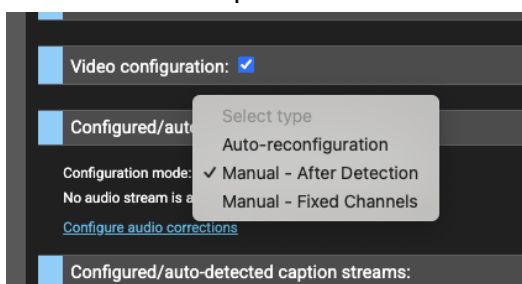 Video configuration:
Configured/aut
Select type
Auto-reconfiguration
Configuration mode: ✓ Manual - After Detection
No audio stream is a
Manual - Fixed Channels
Configure audio corrections
Configured/auto-detected caption streams: